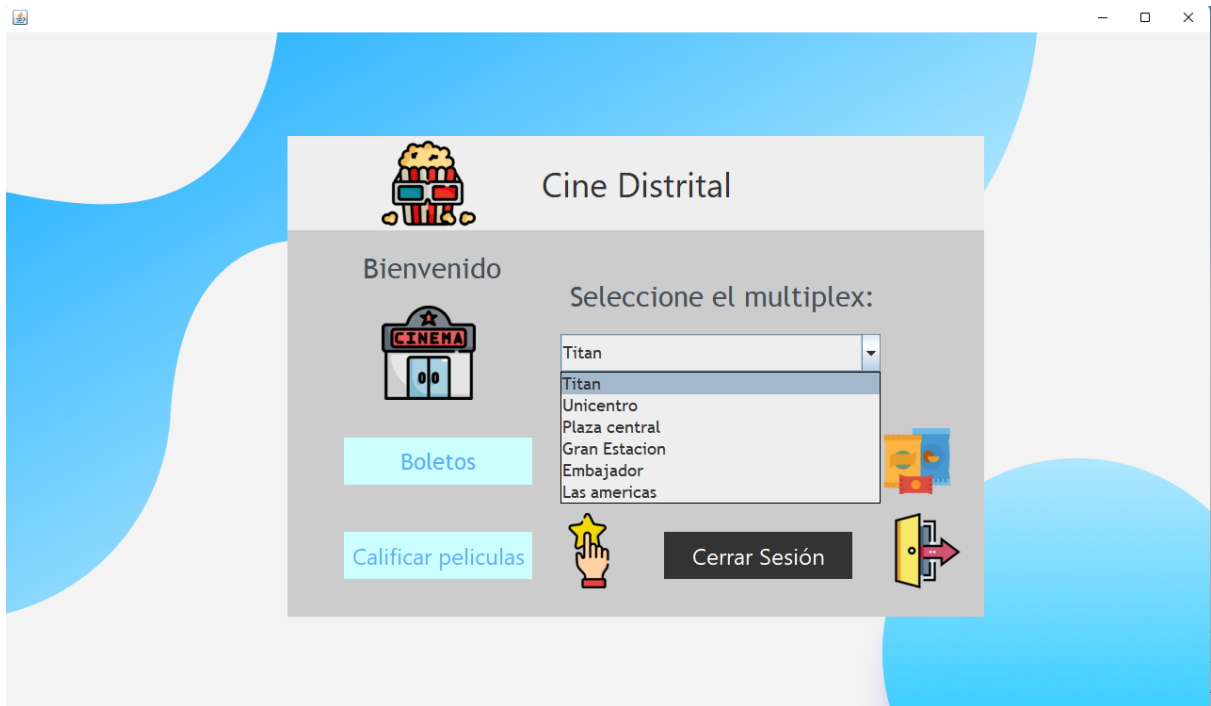 Cine Distrital
Bienvenido
Seleccione el multiplex:
CINEMA
Titan
Titan
Unicentro
Plaza central
Gran Estacion
Embajador
Las americas
Boletos
Calificar peliculas
Cerrar Sesión